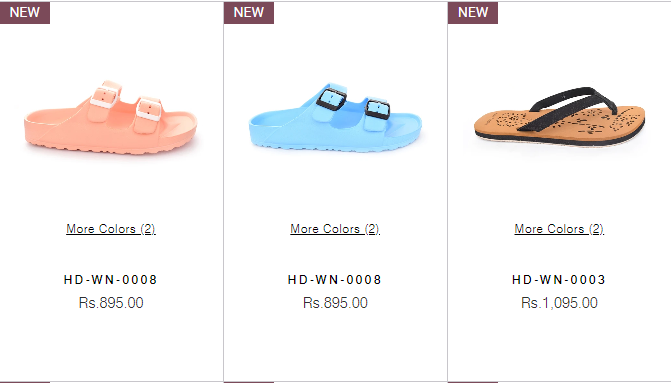 NEW
NEW
NEW
More Colors (2)
More Colors (2)
More Colors (2)
HD-WN-0008
HD-WN-0008
HD-WN-0003
Rs.895.00
Rs.895.00
Rs.1,095.00